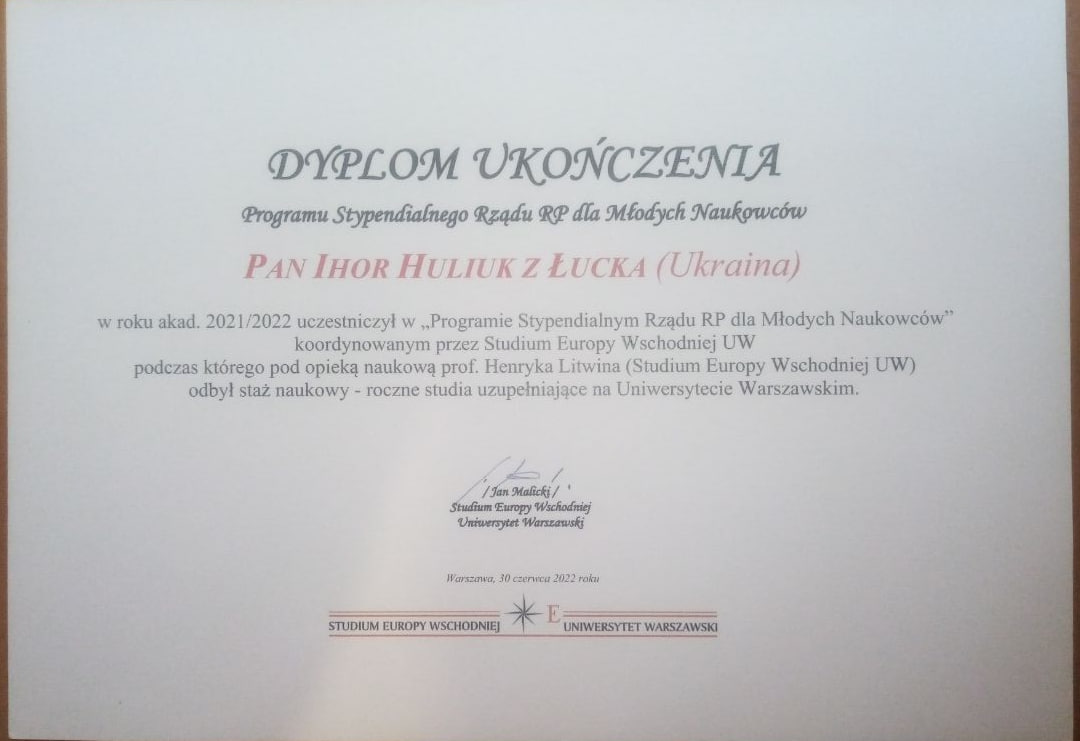 DYPLOM UKOŃCZENIA
Programu Stypendialnego Rządu RP dla Młodych Naukowców
PAN IHOR HULIUK Z ŁUCKA (Ukraina)
w roku akad. 2021/2022 uczestniczył w „Programie Stypendialnym Rządu RP dla Młodych Naukowców”
koordynowanym przez Studium Europy Wschodniej UW
podczas którego pod opieką naukową prof. Henryka Litwina (Studium Europy Wschodniej UW)
odbył staż naukowy - roczne studia uzupełniające na Uniwersytecie Warszawskim.
/ Jan Malicki /
Studium Europy Wschodniej
Uniwersytet Warszawski
Warszawa, 30 czerwca 2022 roku
STUDIUM EUROPY WSCHODNIEJ E UNIWERSYTET WARSZAWSKI